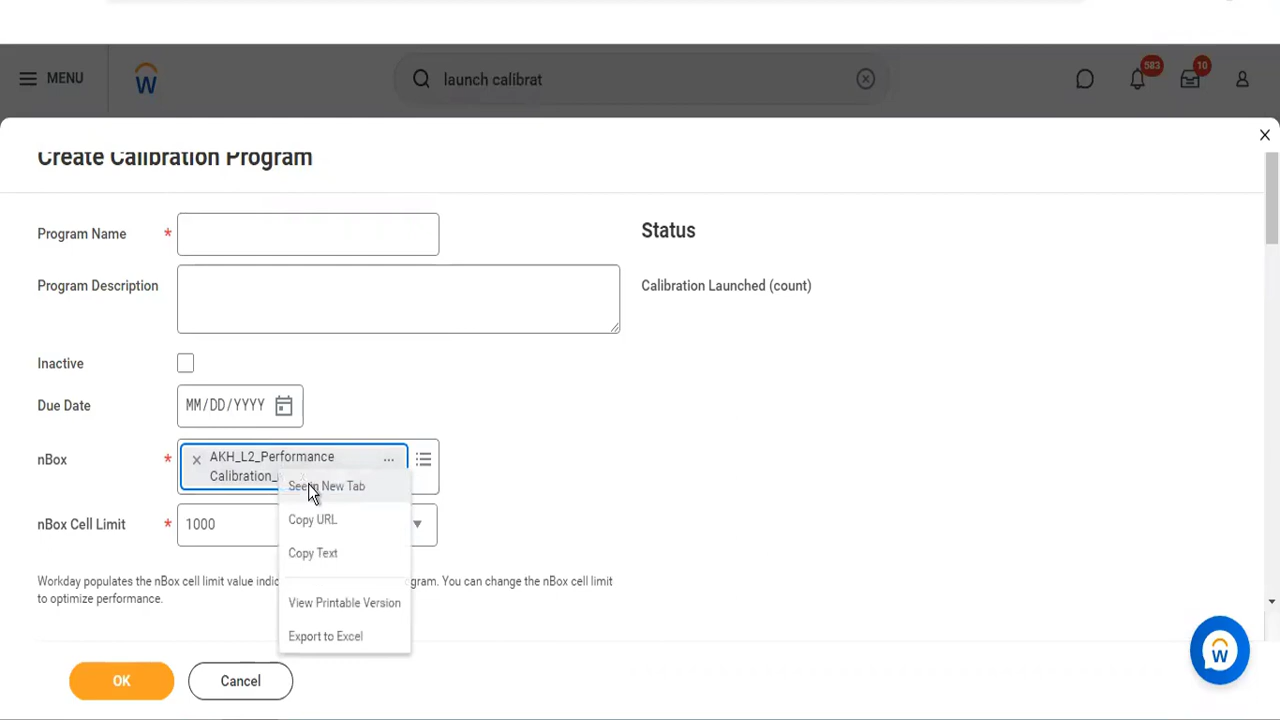 MENU
launch calibrat
583
10
Create Calibration Program
Program Name *
Status
Program Description
Calibration Launched (count)
Inactive
Due Date
MM/DD/YYYY
nBox *
AKH_L2_Performance
Calibration_
...
See in New Tab
nBox Cell Limit *
1000
Copy URL
Copy Text
Workday populates the nBox cell limit value indic
gram. You can change the nBox cell limit
to optimize performance.
View Printable Version
Export to Excel
OK
Cancel